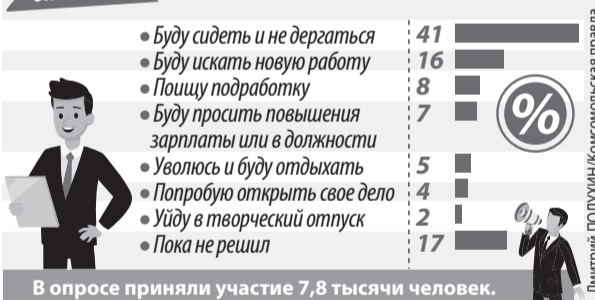 • Буду сидеть и не дергаться 41
• Буду искать новую работу 16
• Поищу подработку 8
• Буду просить повышения 7
зарплаты или в должности
• Уволюсь и буду отдыхать 5
• Попробую открыть свое дело 4
• Уйду в творческий отпуск 2
• Пока не решил 17
%
В опросе приняли участие 7,8 тысячи человек.
Дмитрий ПОЛУХИН/Комсомольская правда